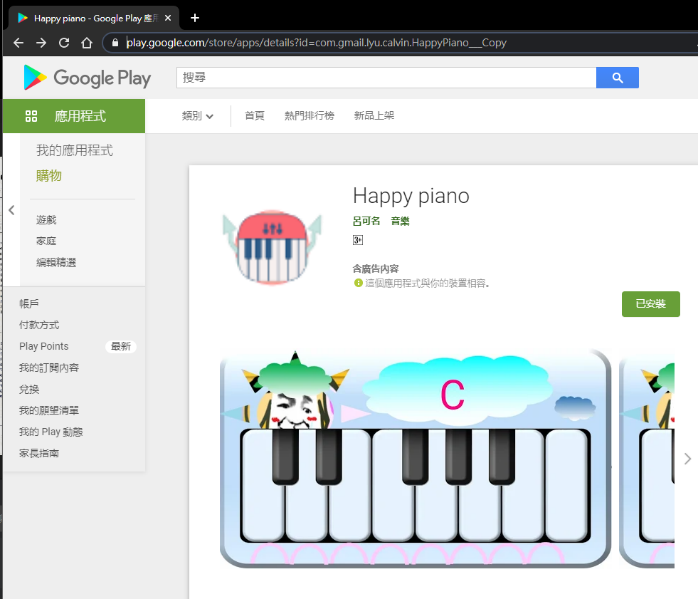 Happy piano - Google Play 應用
play.google.com/store/apps/details?id=com.gmail.lyu.calvin.HappyPiano___Copy
Google Play
搜尋
應用程式
類別
首頁
熱門排行榜
新品上架
我的應用程式
購物
遊戲
家庭
編輯精選
帳戶
付款方式
Play Points
最新
我的訂閱內容
兌換
我的願望清單
我的 Play 動態
家長指南
Happy piano
呂可名 音樂
3+
含廣告內容
這個應用程式與你的裝置相容。
已安裝
C